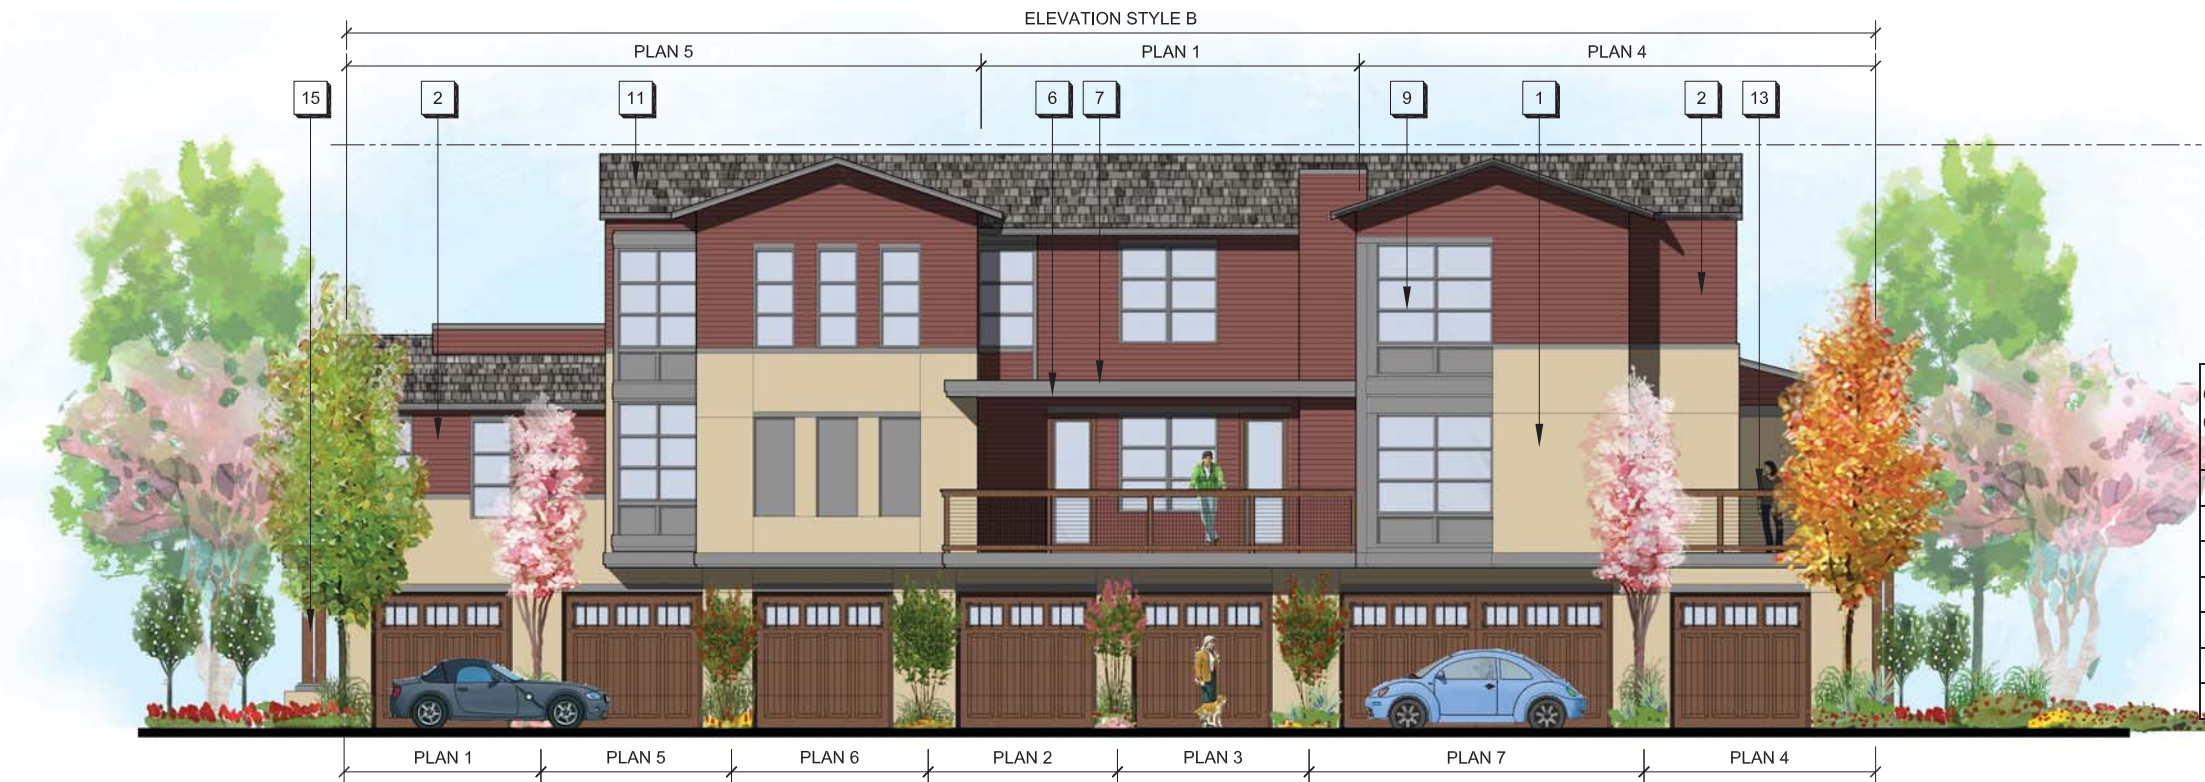 ELEVATION STYLE B
PLAN 5 PLAN 1 PLAN 4
15 2 11 6 7 9 1 2 13
PLAN 1 PLAN 5 PLAN 6 PLAN 2 PLAN 3 PLAN 7 PLAN 4